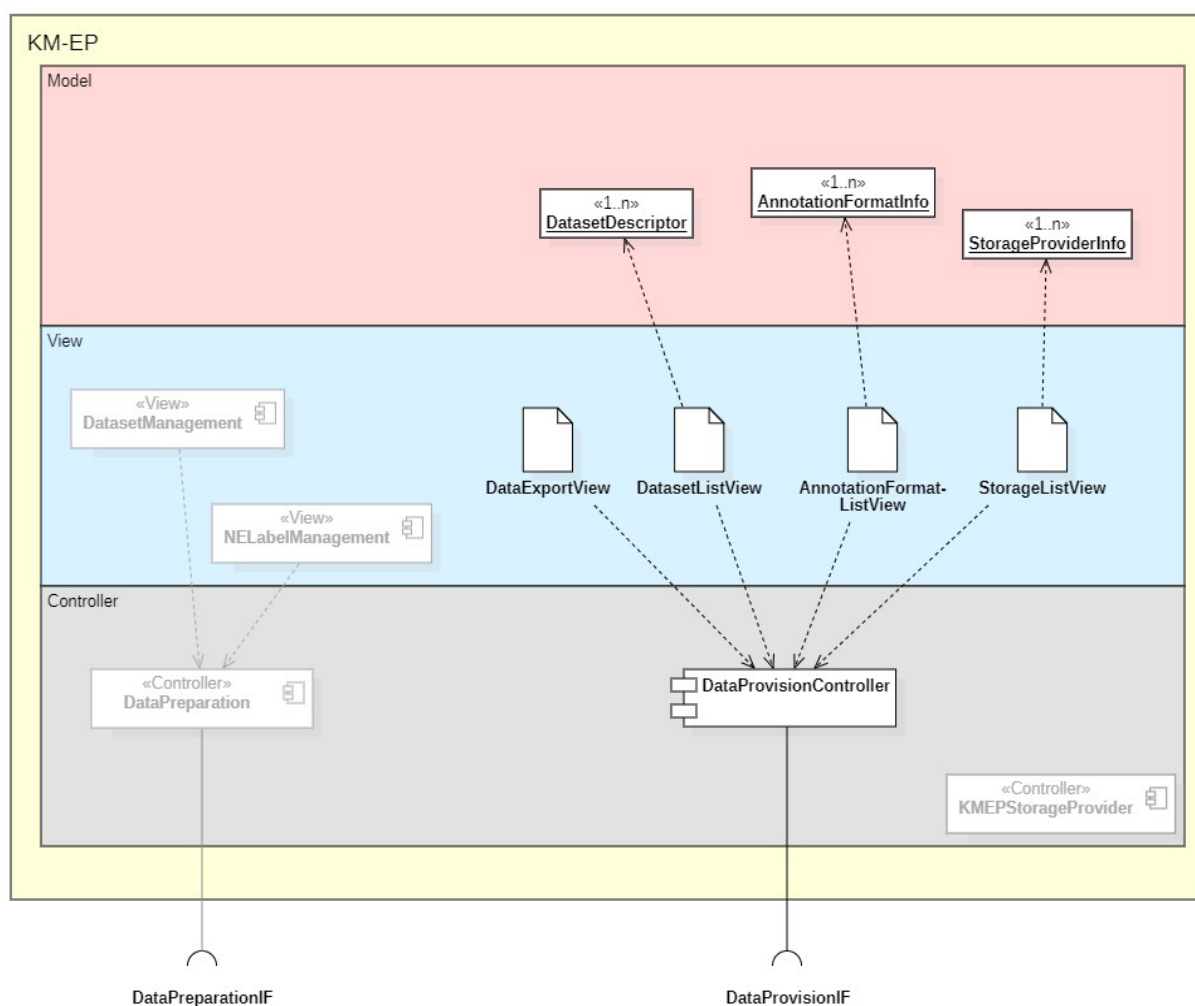 KM-EP
Model
«1..n»
DatasetDescriptor
«1..n»
AnnotationFormatInfo
«1..n»
StorageProviderInfo
View
«View»
DatasetManagement
«View»
NELabelManagement
DataExportView
DatasetListView
AnnotationFormat-
ListView
StorageListView
Controller
«Controller»
DataPreparation
DataProvisionController
«Controller»
KMEPStorageProvider
DataPreparationIF
DataProvisionIF